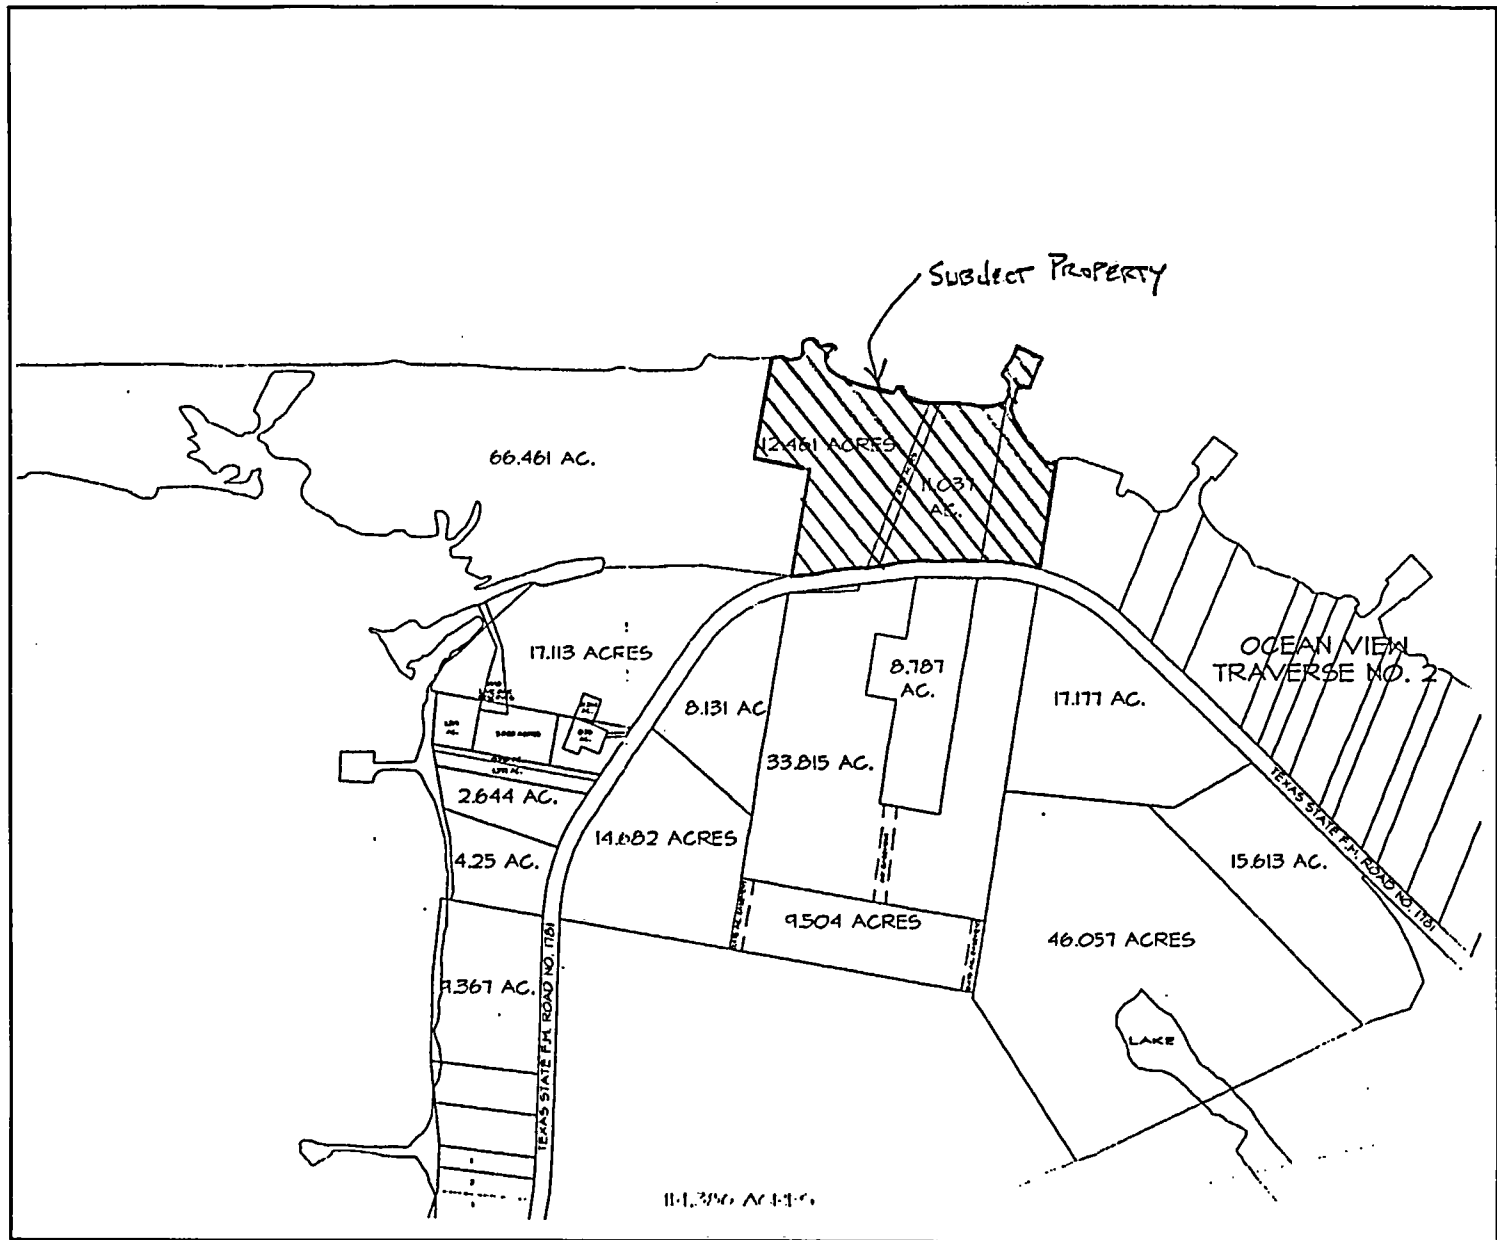 SUBJECT PROPERTY
66.461 AC.
12.461 ACRES
11.037
AC.
17.113 ACRES
OCEAN VIEW
TRAVERSE NO. 2
8.787
AC.
8.131 AC
17.177 AC.
33.815 AC.
2.644 AC.
14.682 ACRES
4.25 AC.
15.613 AC.
TEXAS STATE F.M. ROAD NO. 1781
9.504 ACRES
46.057 ACRES
9.367 AC.
TEXAS STATE F.M. ROAD NO. 1781
LAKE
ACRES